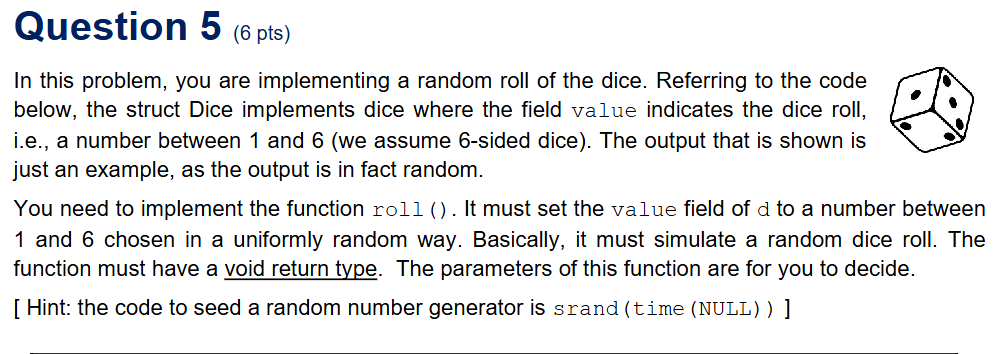 Question 5 (6 pts)
In this problem, you are implementing a random roll of the dice. Referring to the code
below, the struct Dice implements dice where the field value indicates the dice roll,
i.e., a number between 1 and 6 (we assume 6-sided dice). The output that is shown is
just an example, as the output is in fact random.
You need to implement the function roll(). It must set the value field of d to a number between
1 and 6 chosen in a uniformly random way. Basically, it must simulate a random dice roll. The
function must have a void return type. The parameters of this function are for you to decide.
[ Hint: the code to seed a random number generator is srand(time(NULL)) ]